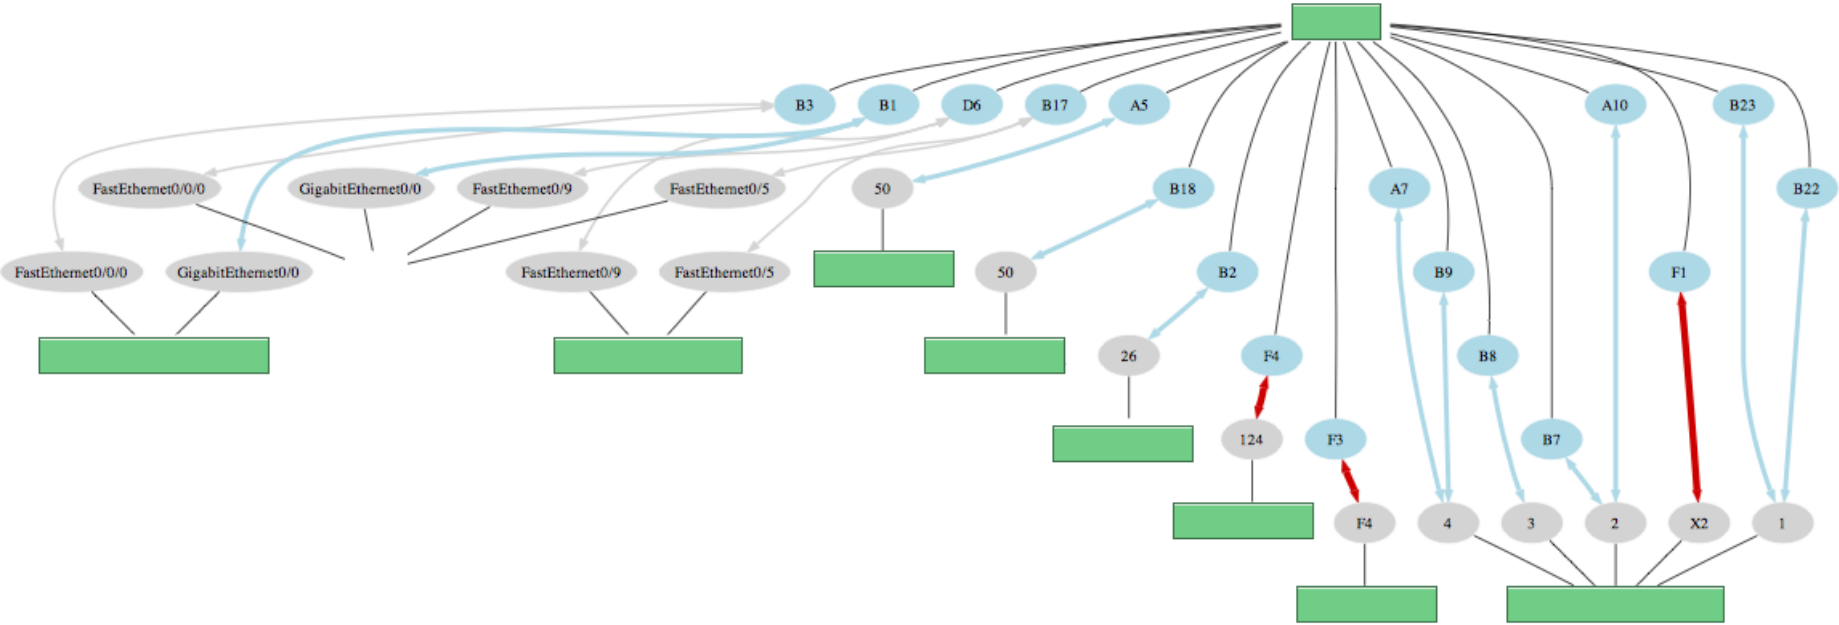 B3 B1 D6 B17 A5 A10 B23
FastEthernet0/0/0 GigabitEthernet0/0 FastEthernet0/9 FastEthernet0/5 50 B18 A7 B22
FastEthernet0/0/0 GigabitEthernet0/0 FastEthernet0/9 FastEthernet0/5 50 B2 B9 F1
26 F4 B8
124 F3 B7
F4 4 3 2 X2 1